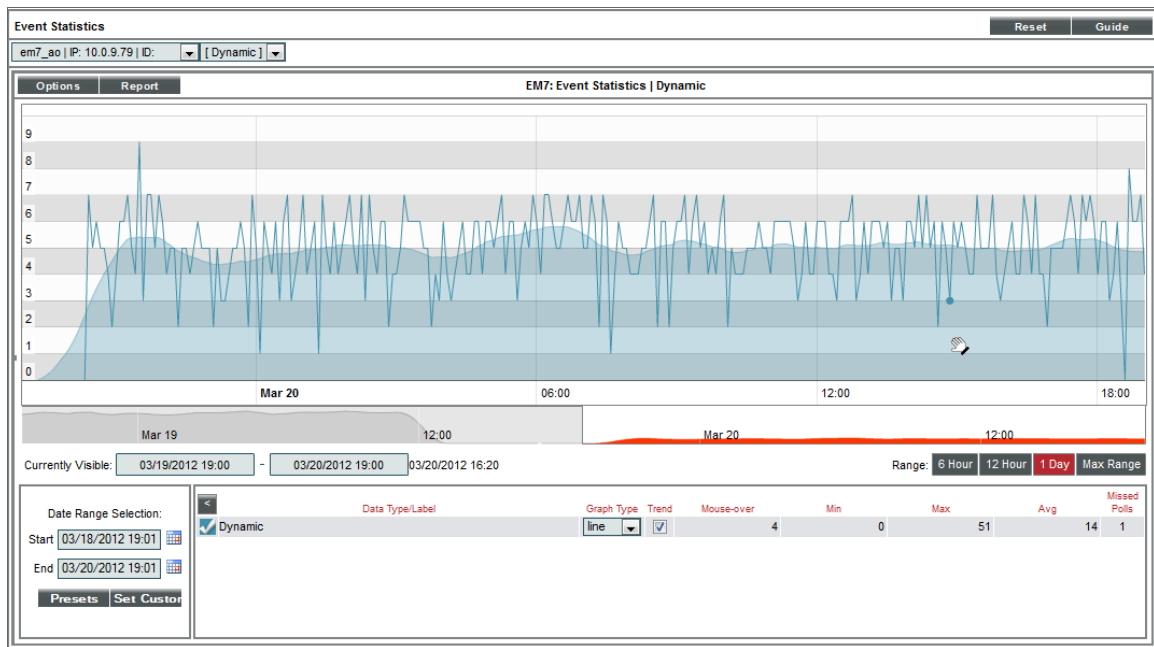 Event Statistics
Reset Guide
em7_ao | IP: 10.0.9.79 | ID: [ Dynamic ]
Options Report EM7: Event Statistics | Dynamic
9
8
7
6
5
4
3
2
1
0
Mar 20 06:00 12:00 18:00
Mar 19 12:00 Mar 20 12:00
Currently Visible: 03/19/2012 19:00 - 03/20/2012 19:00 03/20/2012 16:20 Range: 6 Hour 12 Hour 1 Day Max Range
Date Range Selection:
Start 03/18/2012 19:01
End 03/20/2012 19:01
Presets Set Custor
< Data Type/Label Graph Type Trend Mouse-over Min Max Avg Missed Polls
Dynamic line 4 0 51 14 1